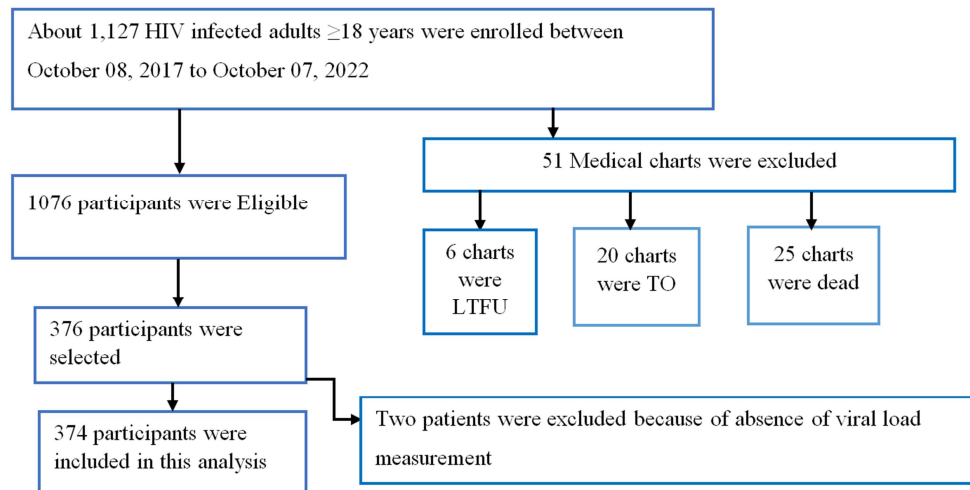 About 1,127 HIV infected adults ≥18 years were enrolled between
October 08, 2017 to October 07, 2022
51 Medical charts were excluded
1076 participants were Eligible
6 charts
were
LTFU
20 charts
were TO
25 charts
were dead
376 participants were
selected
374 participants were
included in this analysis
Two patients were excluded because of absence of viral load
measurement